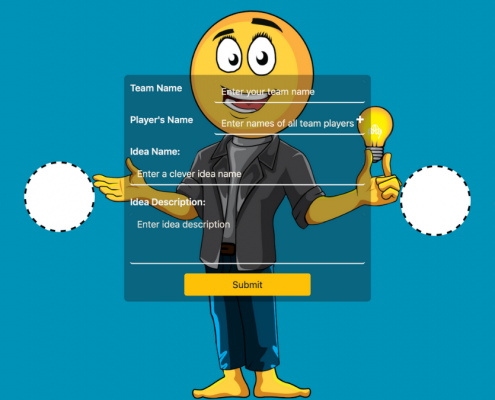 Team Name
Enter your team name
Player's Name
Enter names of all team players
+
Idea Name:
Enter a clever idea name
Idea Description:
Enter idea description
Submit